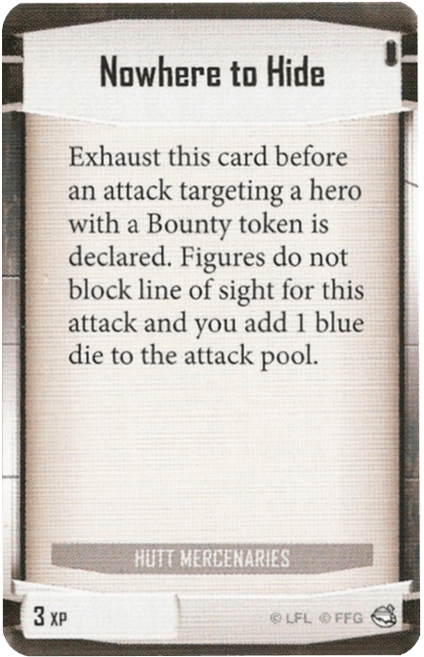 Nowhere to Hide
Exhaust this card before
an attack targeting a hero
with a Bounty token is
declared. Figures do not
block line of sight for this
attack and you add 1 blue
die to the attack pool.
HUTT MERCENARIES
3 XP
© LFL © FFG